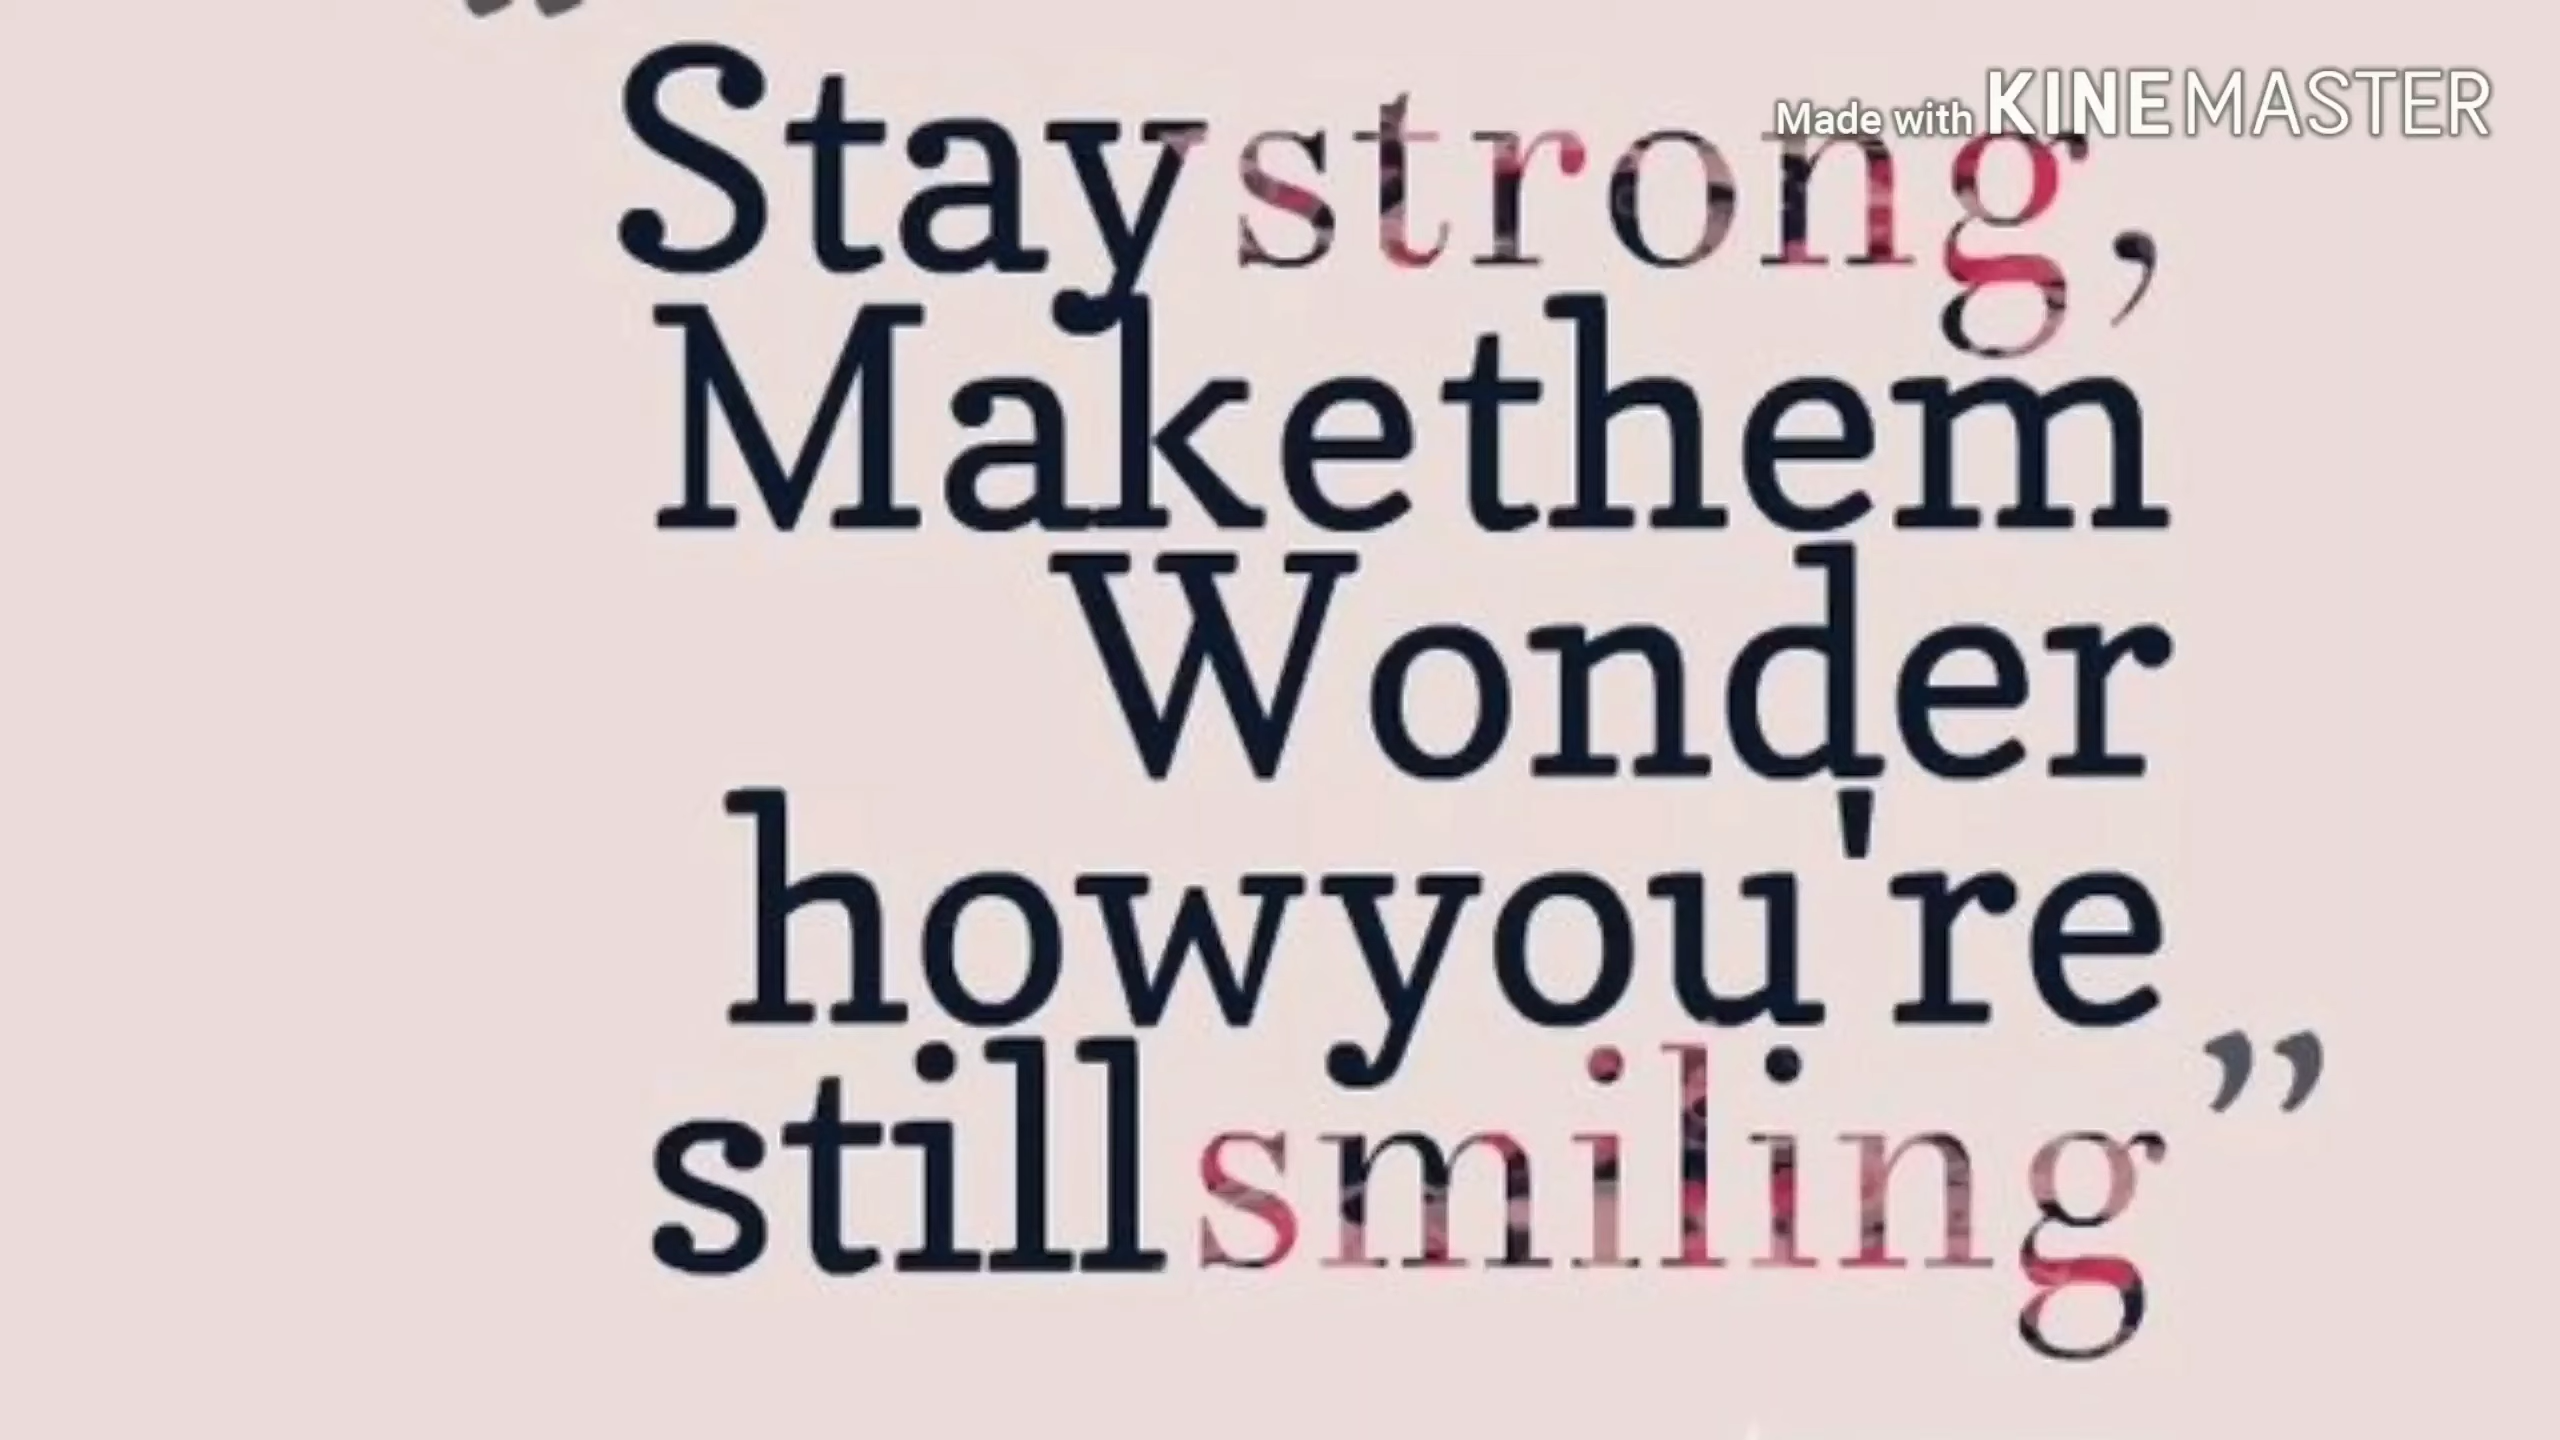 “
Stay strong,
Made with KINEMASTER
Make them
Wonder
how you're
still smiling”